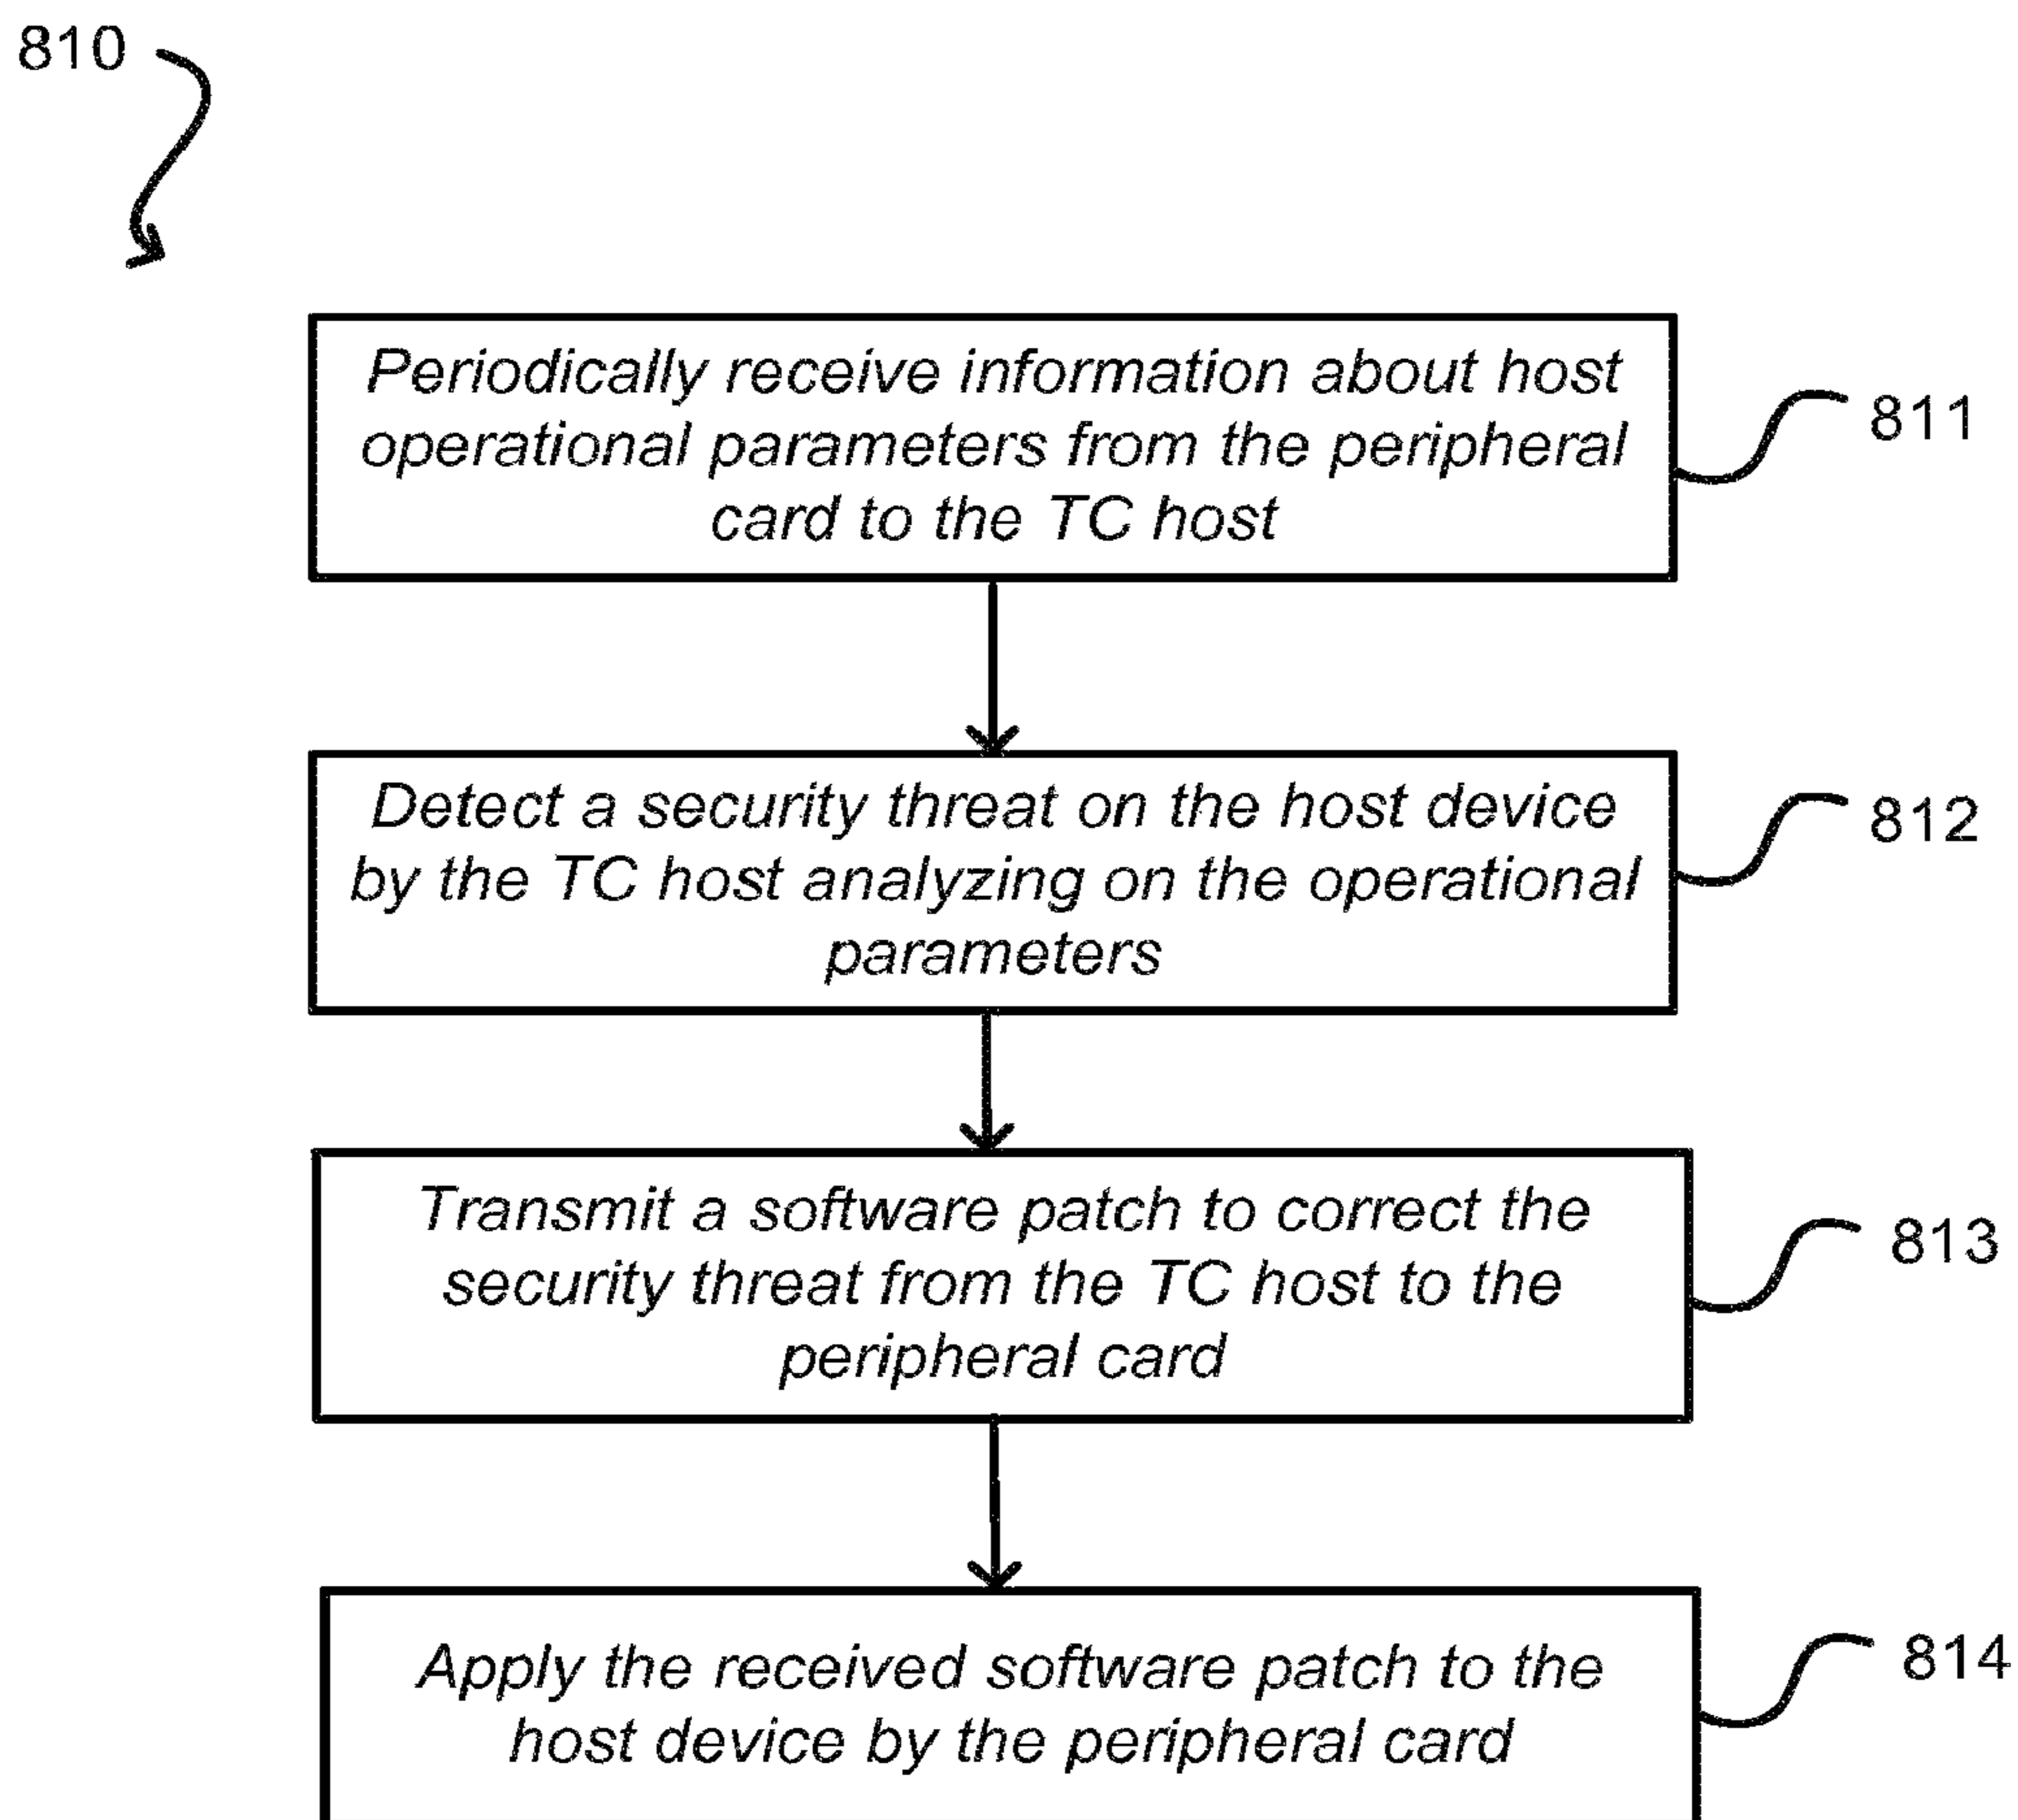 810
Periodically receive information about host
operational parameters from the peripheral
card to the TC host
811
Detect a security threat on the host device
by the TC host analyzing on the operational
parameters
812
Transmit a software patch to correct the
security threat from the TC host to the
peripheral card
813
Apply the received software patch to the
host device by the peripheral card
814